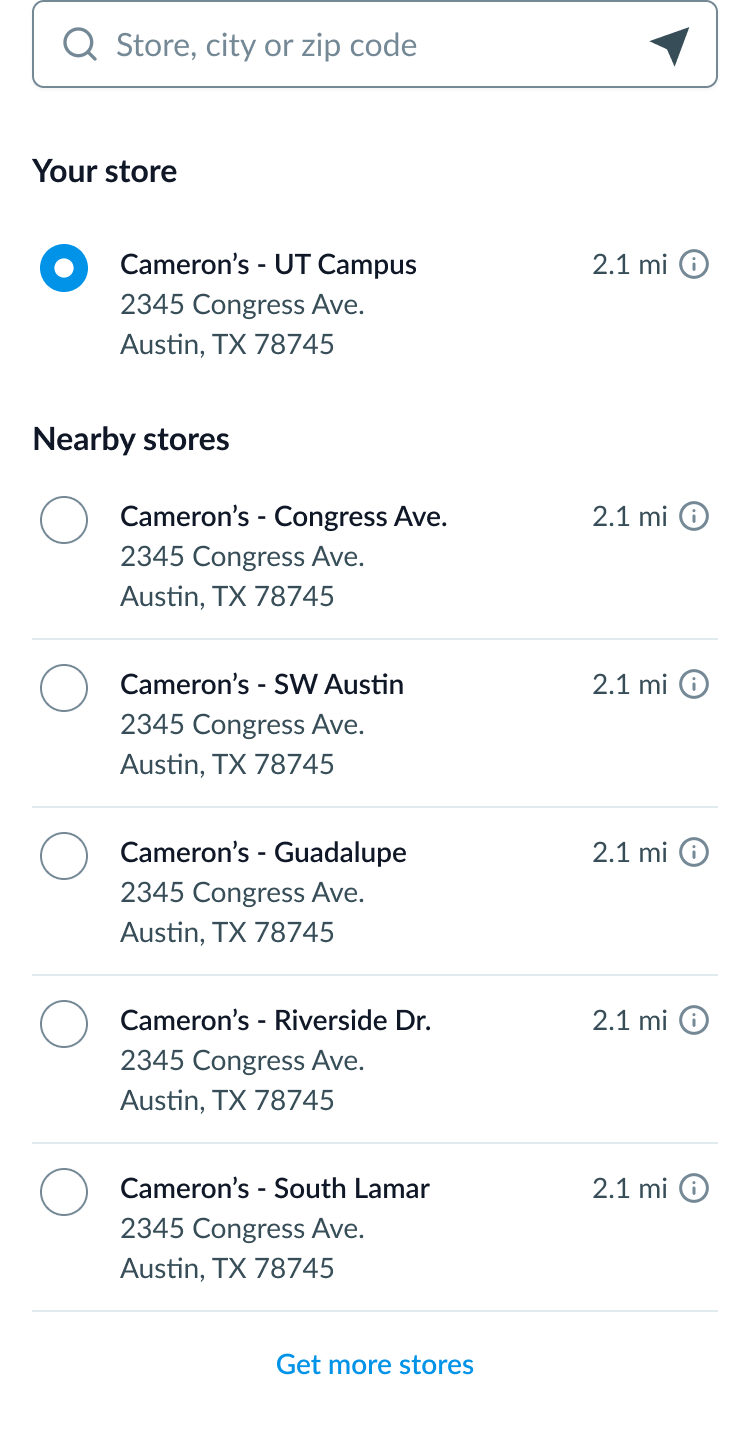 Store, city or zip code
Your store
Cameron’s - UT Campus 2.1 mi
2345 Congress Ave.
Austin, TX 78745
Nearby stores
Cameron’s - Congress Ave. 2.1 mi
2345 Congress Ave.
Austin, TX 78745
Cameron’s - SW Austin 2.1 mi
2345 Congress Ave.
Austin, TX 78745
Cameron’s - Guadalupe 2.1 mi
2345 Congress Ave.
Austin, TX 78745
Cameron’s - Riverside Dr. 2.1 mi
2345 Congress Ave.
Austin, TX 78745
Cameron’s - South Lamar 2.1 mi
2345 Congress Ave.
Austin, TX 78745
Get more stores